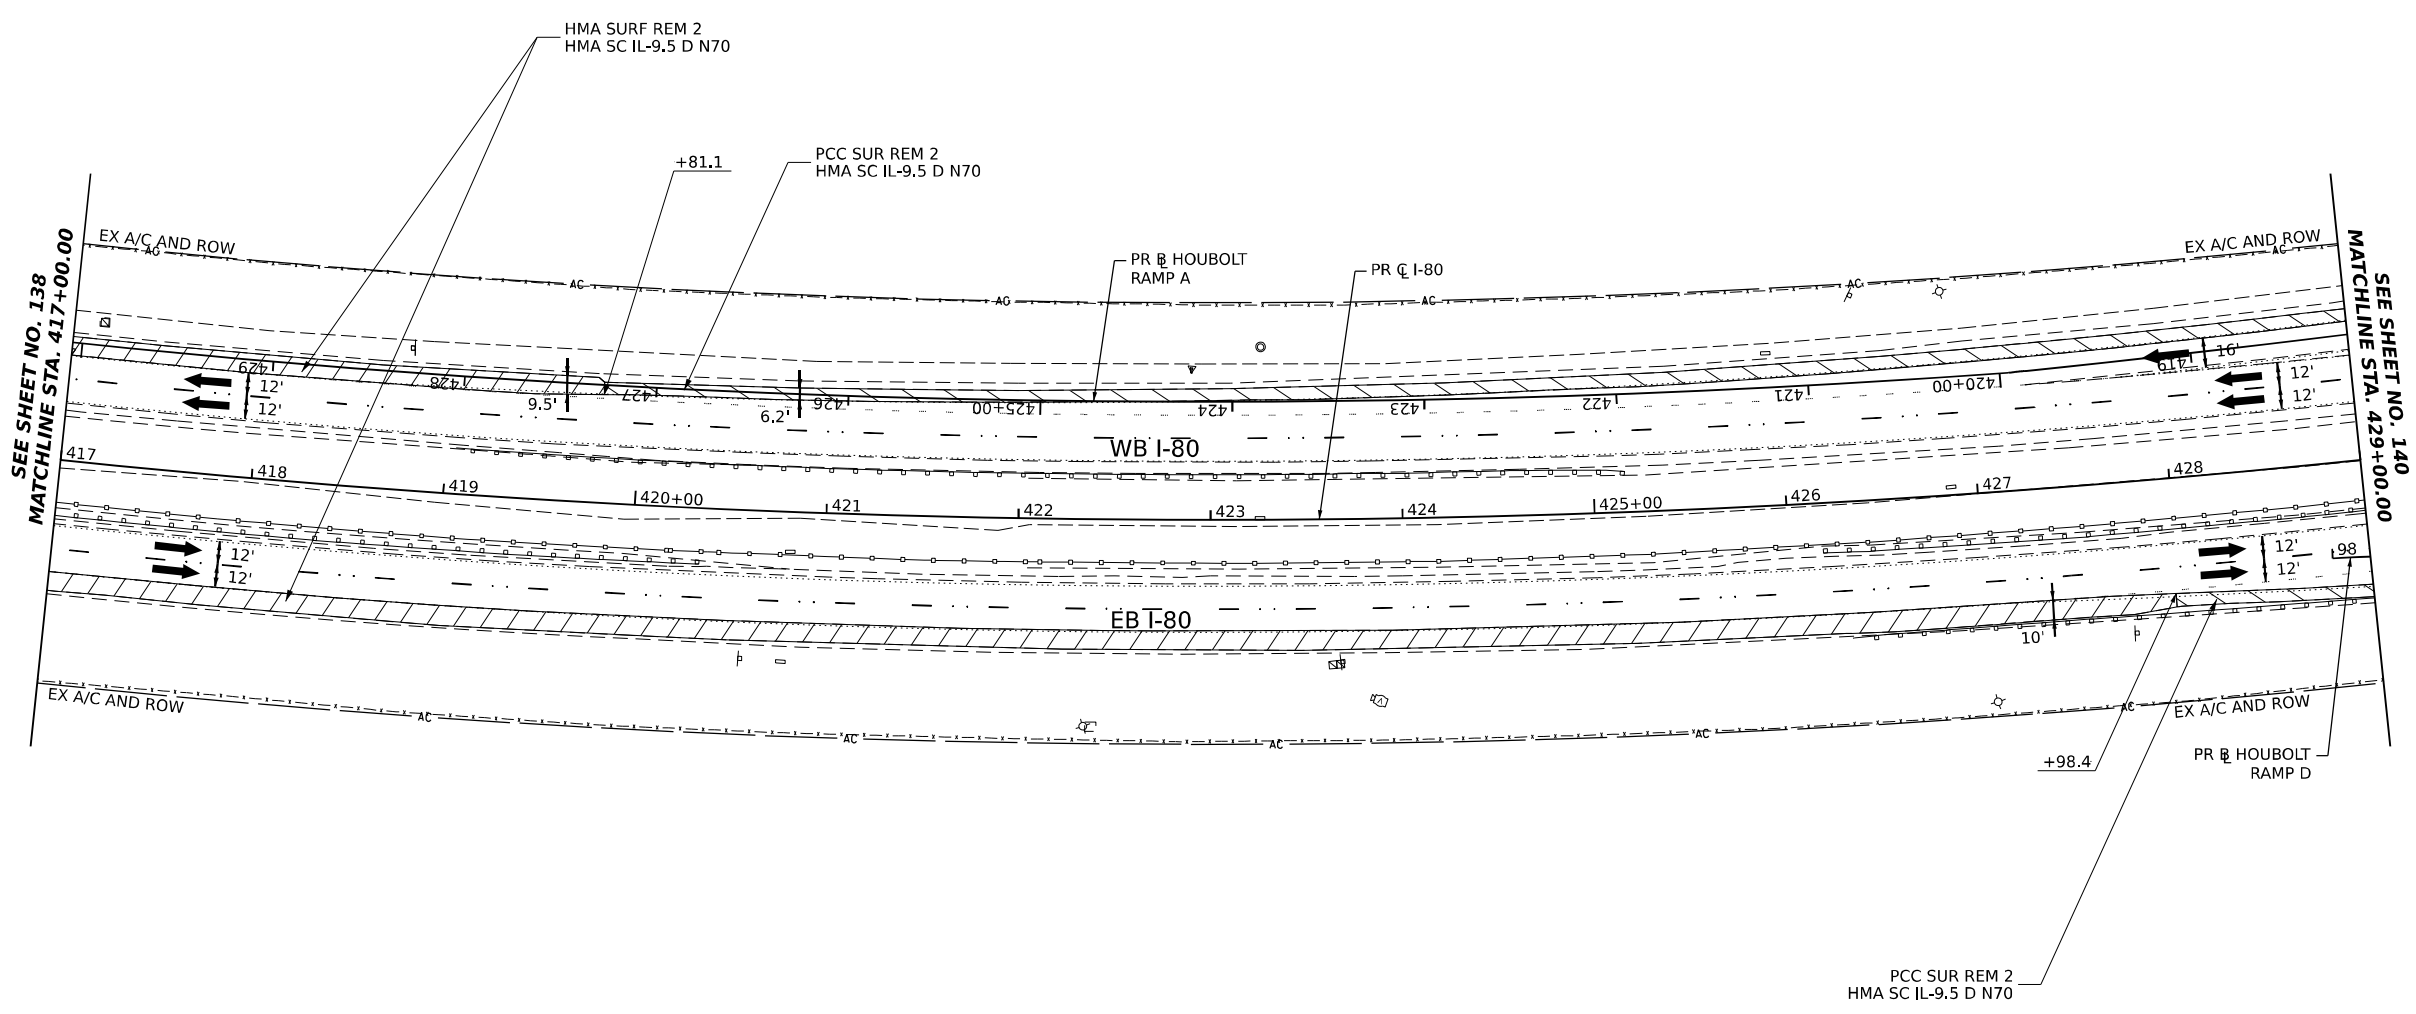 HMA SURF REM 2
HMA SC IL-9.5 D N70
+81.1
PCC SUR REM 2
HMA SC IL-9.5 D N70
PR BL HOUBOLT
RAMP A
PR CL I-80
EX A/C AND ROW
EX A/C AND ROW
AC
AC
AC
AC
AC
AC
SEE SHEET NO. 138
MATCHLINE STA. 417+00.00
SEE SHEET NO. 140
MATCHLINE STA. 429+00.00
429
428
427
426
425+00
424
423
422
421
420+00
419
12'
12'
9.5'
6.2'
16'
12'
12'
WB I-80
417
418
419
420+00
421
422
423
424
425+00
426
427
428
12'
12'
12'
12'
98
EB I-80
10'
EX A/C AND ROW
EX A/C AND ROW
AC
AC
AC
AC
AC
+98.4
PR BL HOUBOLT
RAMP D
PCC SUR REM 2
HMA SC IL-9.5 D N70